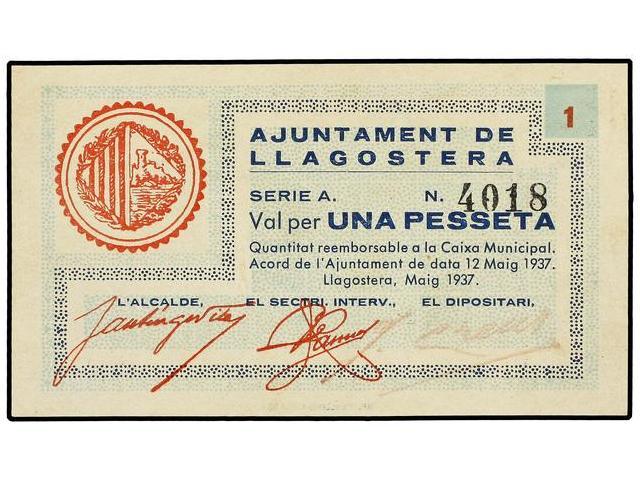 1
AJUNTAMENT DE
LLAGOSTERA
SERIE A. N. 4018
Val per UNA PESSETA
Quantitat reemborsable a la Caixa Municipal.
Acord de l'Ajuntament de data 12 Maig 1937.
Llagostera, Maig 1937.
L'ALCALDE, EL SECTRI. INTERV., EL DIPOSITARI,